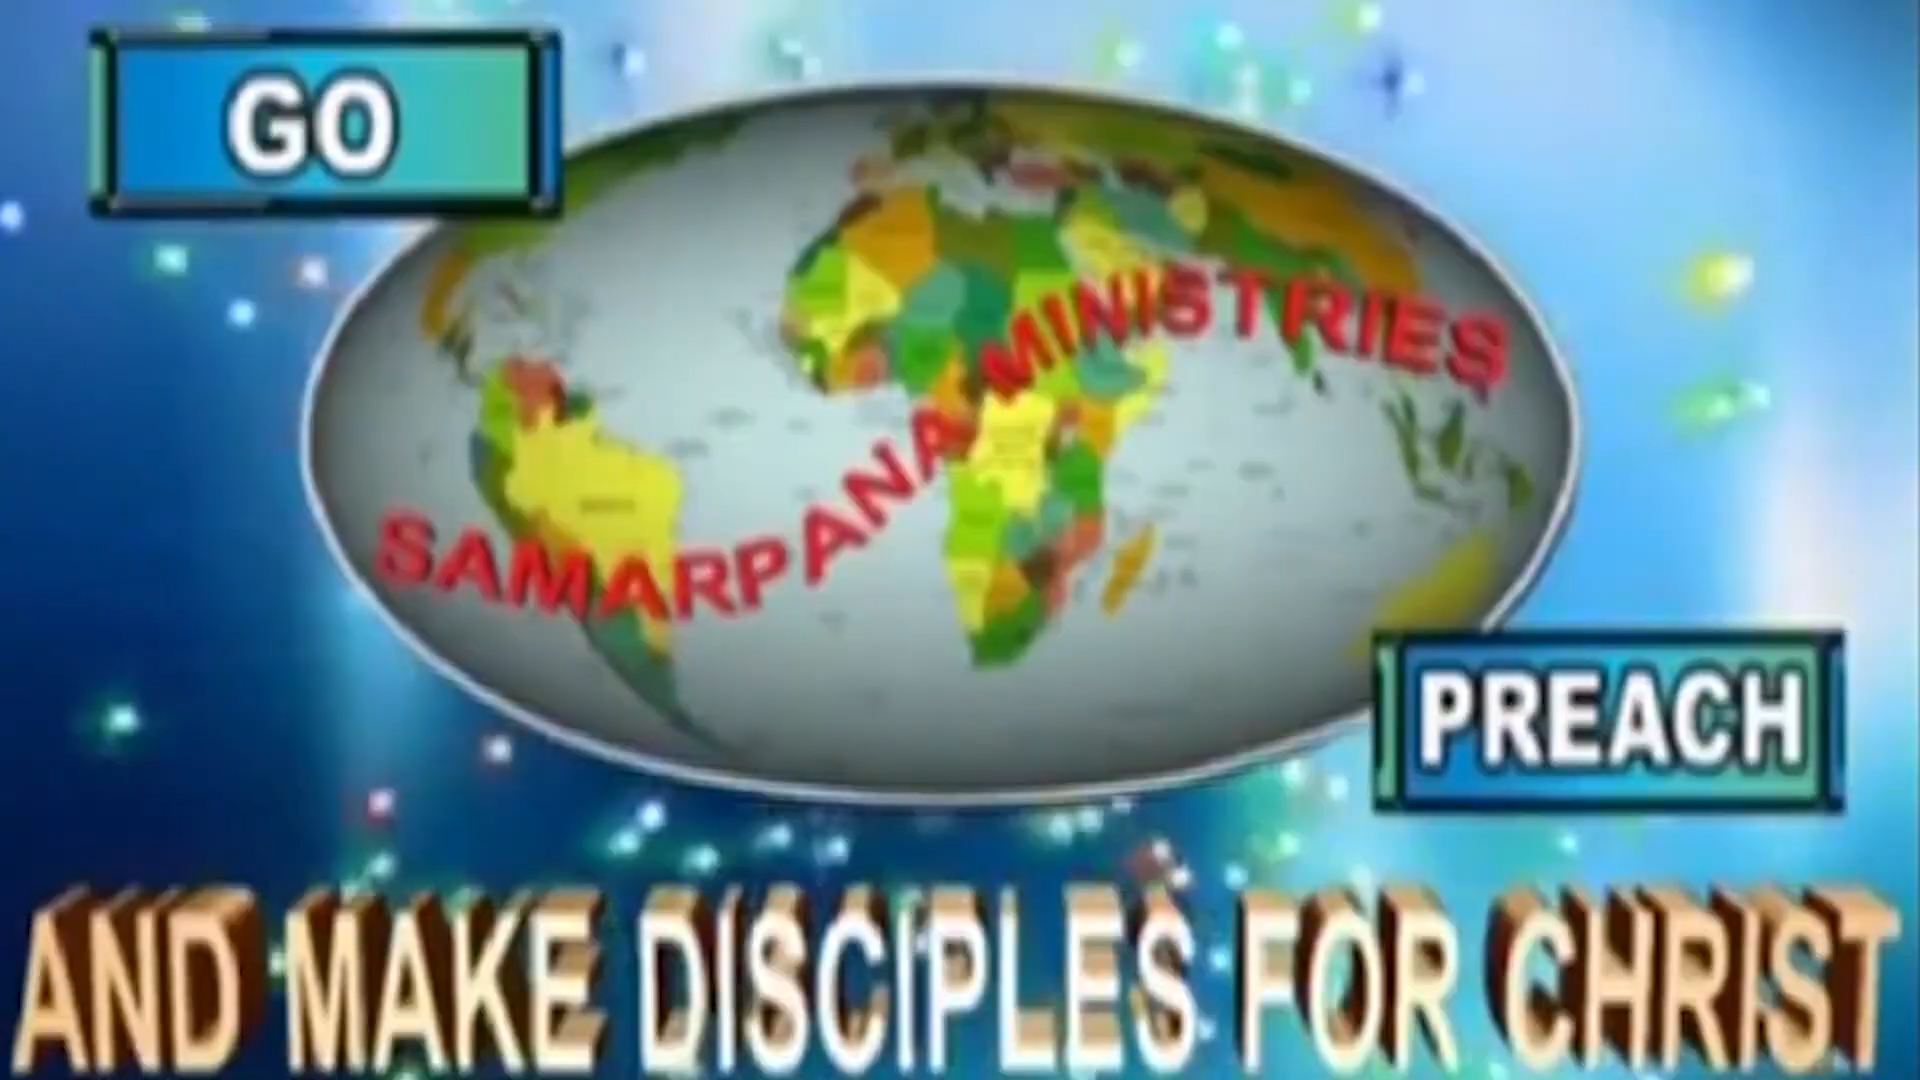 GO
SAMARPANA MINISTRIES
PREACH
AND MAKE DISCIPLES FOR CHRIST